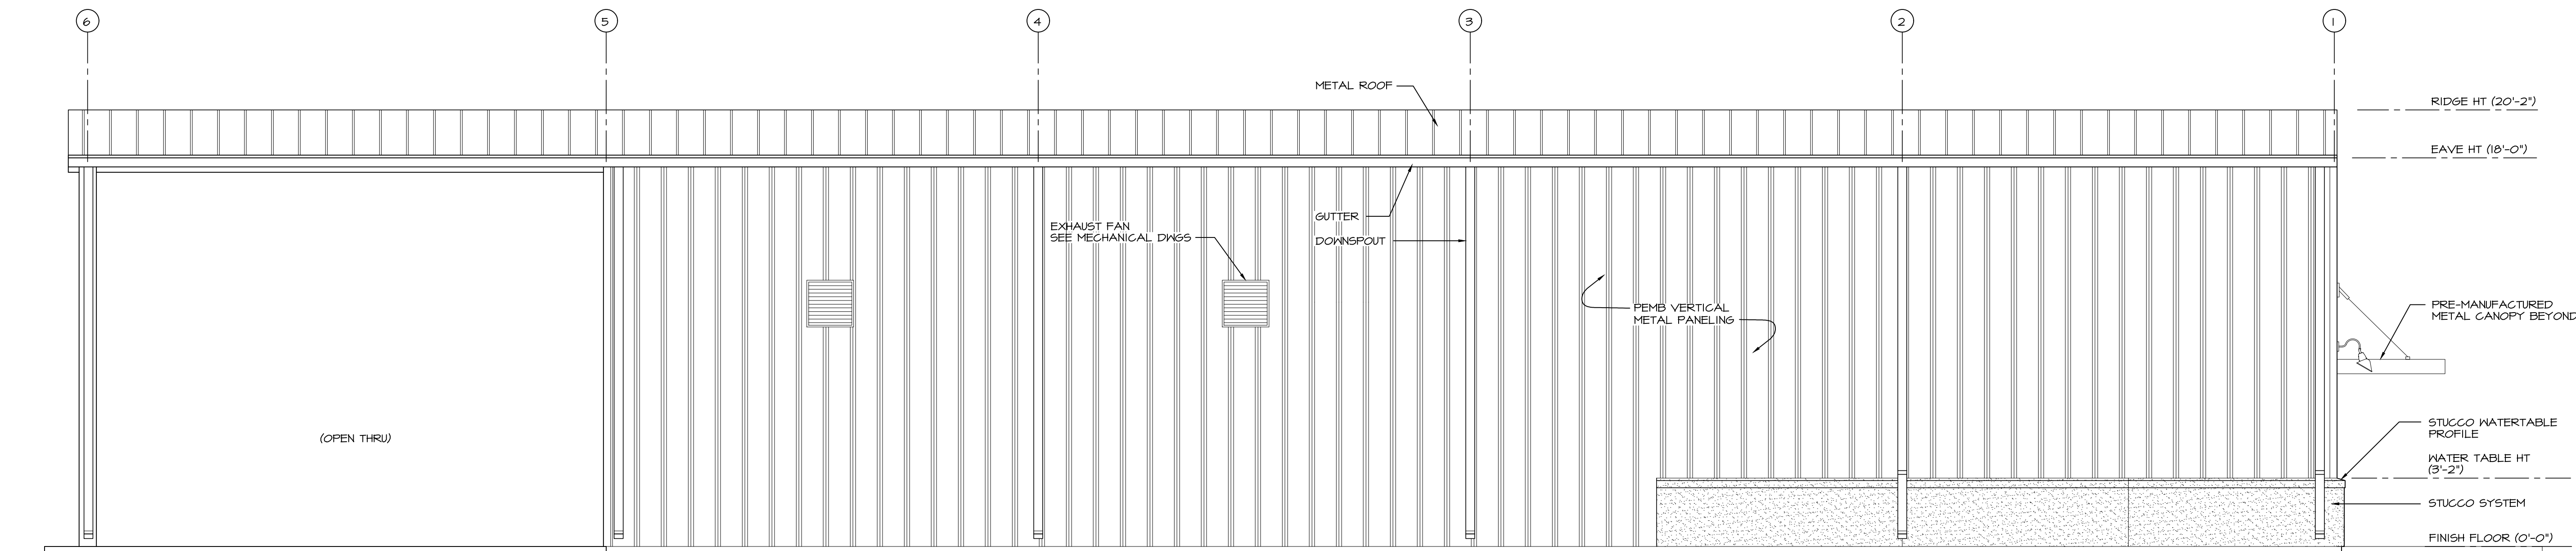 6 5 4 3 2 1
METAL ROOF
RIDGE HT (20'-2")
EAVE HT (18'-0")
EXHAUST FAN
SEE MECHANICAL DWGS
GUTTER
DOWNSPOUT
PEMB VERTICAL
METAL PANELING
PRE-MANUFACTURED
METAL CANOPY BEYOND
(OPEN THRU)
STUCCO WATERTABLE
PROFILE
WATER TABLE HT
(3'-2")
STUCCO SYSTEM
FINISH FLOOR (0'-0")